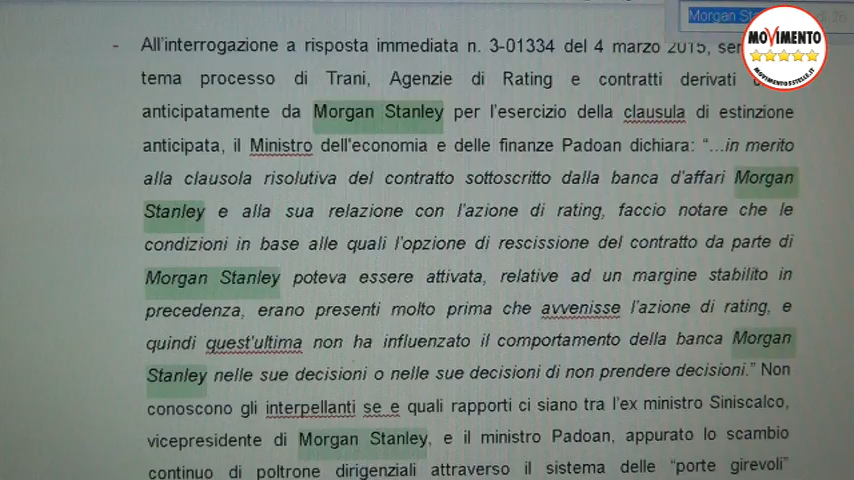 Morgan Sta
MOVIMENTO
MOVIMENTO5STELLE.IT
- All'interrogazione a risposta immediata n. 3-01334 del 4 marzo 2015,
tema processo di Trani, Agenzie di Rating e contratti derivati
anticipatamente da Morgan Stanley per l'esercizio della clausula di estinzione
anticipata, il Ministro dell'economia e delle finanze Padoan dichiara: "...in merito
alla clausola risolutiva del contratto sottoscritto dalla banca d'affari Morgan
Stanley e alla sua relazione con l'azione di rating, faccio notare che le
condizioni in base alle quali l'opzione di rescissione del contratto da parte di
Morgan Stanley poteva essere attivata, relative ad un margine stabilito in
precedenza, erano presenti molto prima che avvenisse l'azione di rating, e
quindi quest'ultima non ha influenzato il comportamento della banca Morgan
Stanley nelle sue decisioni o nelle sue decisioni di non prendere decisioni." Non
conoscono gli interpellanti se e quali rapporti ci siano tra l'ex ministro Siniscalco,
vicepresidente di Morgan Stanley, e il ministro Padoan, appurato lo scambio
continuo di poltrone dirigenziali attraverso il sistema delle "porte girevoli"